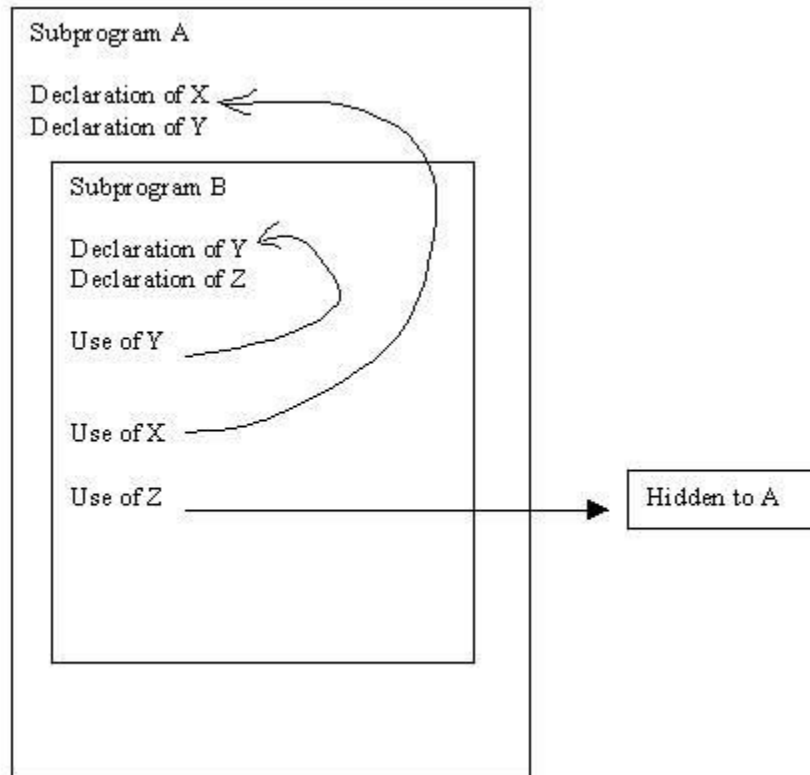 Subprogram A
Declaration of X
Declaration of Y
Subprogram B
Declaration of Y
Declaration of Z
Use of Y
Use of X
Use of Z
Hidden to A